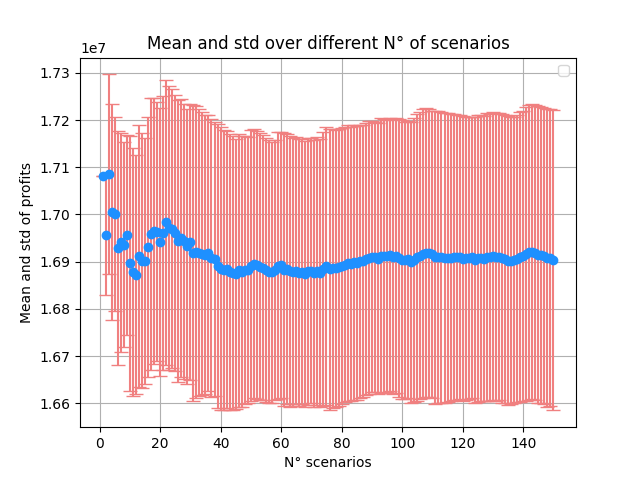 Mean and std over different N° of scenarios
1e7
1.73
1.72
1.71
1.70
1.69
1.68
1.67
1.66
Mean and std of profits
0 20 40 60 80 100 120 140
N° scenarios